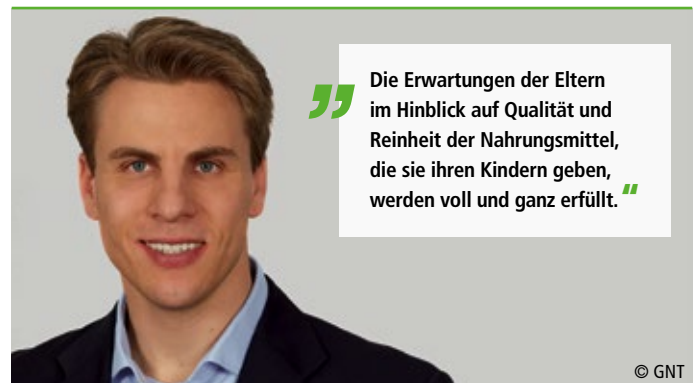 „Die Erwartungen der Eltern
im Hinblick auf Qualität und
Reinheit der Nahrungsmittel,
die sie ihren Kindern geben,
werden voll und ganz erfüllt.“
© GNT